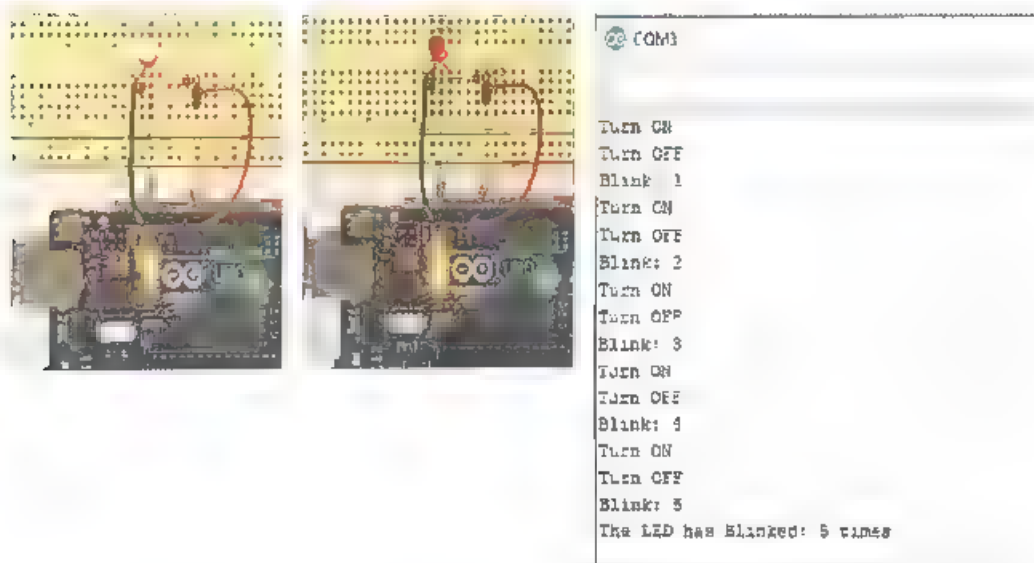 COM3
Turn ON
Turn OFF
Blink: 1
Turn ON
Turn OFF
Blink: 2
Turn ON
Turn OFF
Blink: 3
Turn ON
Turn OFF
Blink: 4
Turn ON
Turn OFF
Blink: 5
The LED has Blinked: 5 times